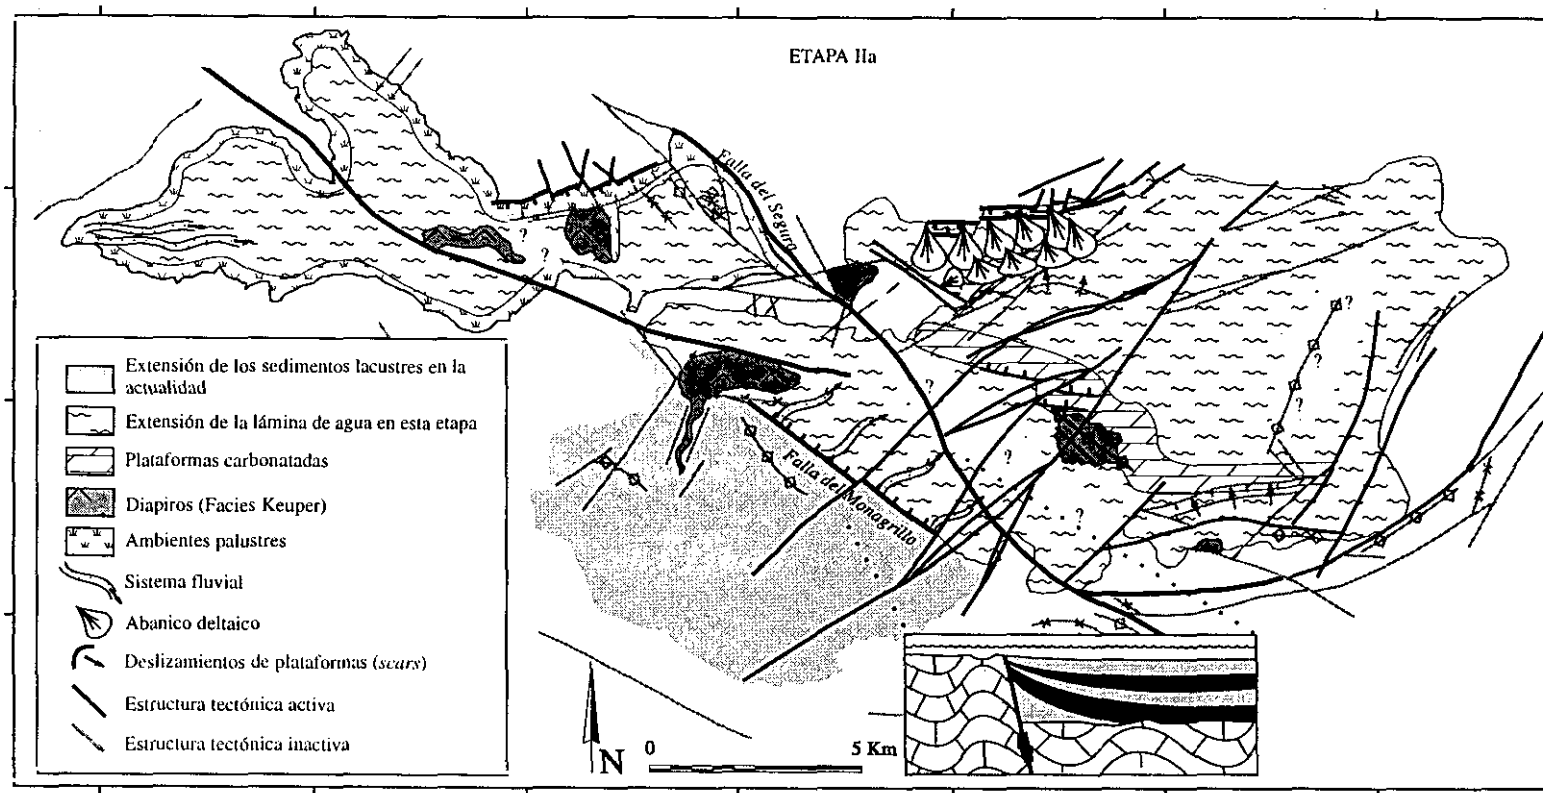 ETAPA IIa
Falla del Segura
Falla del Monagrillo
?
?
?
?
?
?
?
?
?
?
Extensión de los sedimentos lacustres en la
actualidad
Extensión de la lámina de agua en esta etapa
Plataformas carbonatadas
Diapiros (Facies Keuper)
Ambientes palustres
Sistema fluvial
Abanico deltaico
Deslizamientos de plataformas (scars)
Estructura tectónica activa
Estructura tectónica inactiva
N
0
5 Km